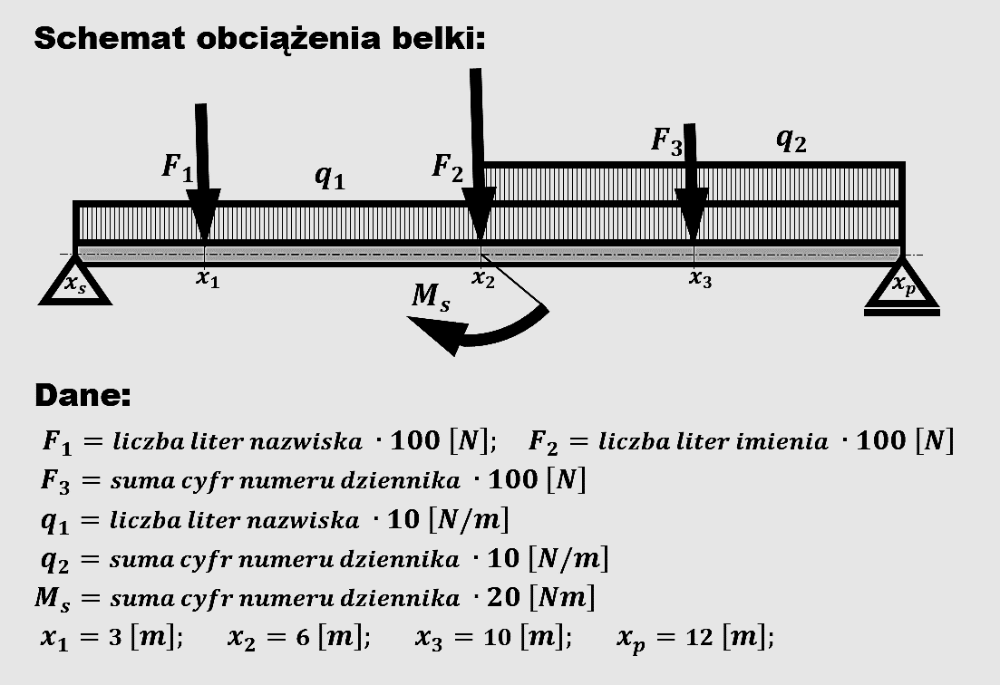 Schemat obciążenia belki:
F₁ q₁ F₂ F₃ q₂
xₛ x₁ x₂ x₃ xₚ
Mₛ
Dane:
F₁ = liczba liter nazwiska · 100 [N]; F₂ = liczba liter imienia · 100 [N]
F₃ = suma cyfr numeru dziennika · 100 [N]
q₁ = liczba liter nazwiska · 10 [N/m]
q₂ = suma cyfr numeru dziennika · 10 [N/m]
Mₛ = suma cyfr numeru dziennika · 20 [Nm]
x₁ = 3 [m]; x₂ = 6 [m]; x₃ = 10 [m]; xₚ = 12 [m];